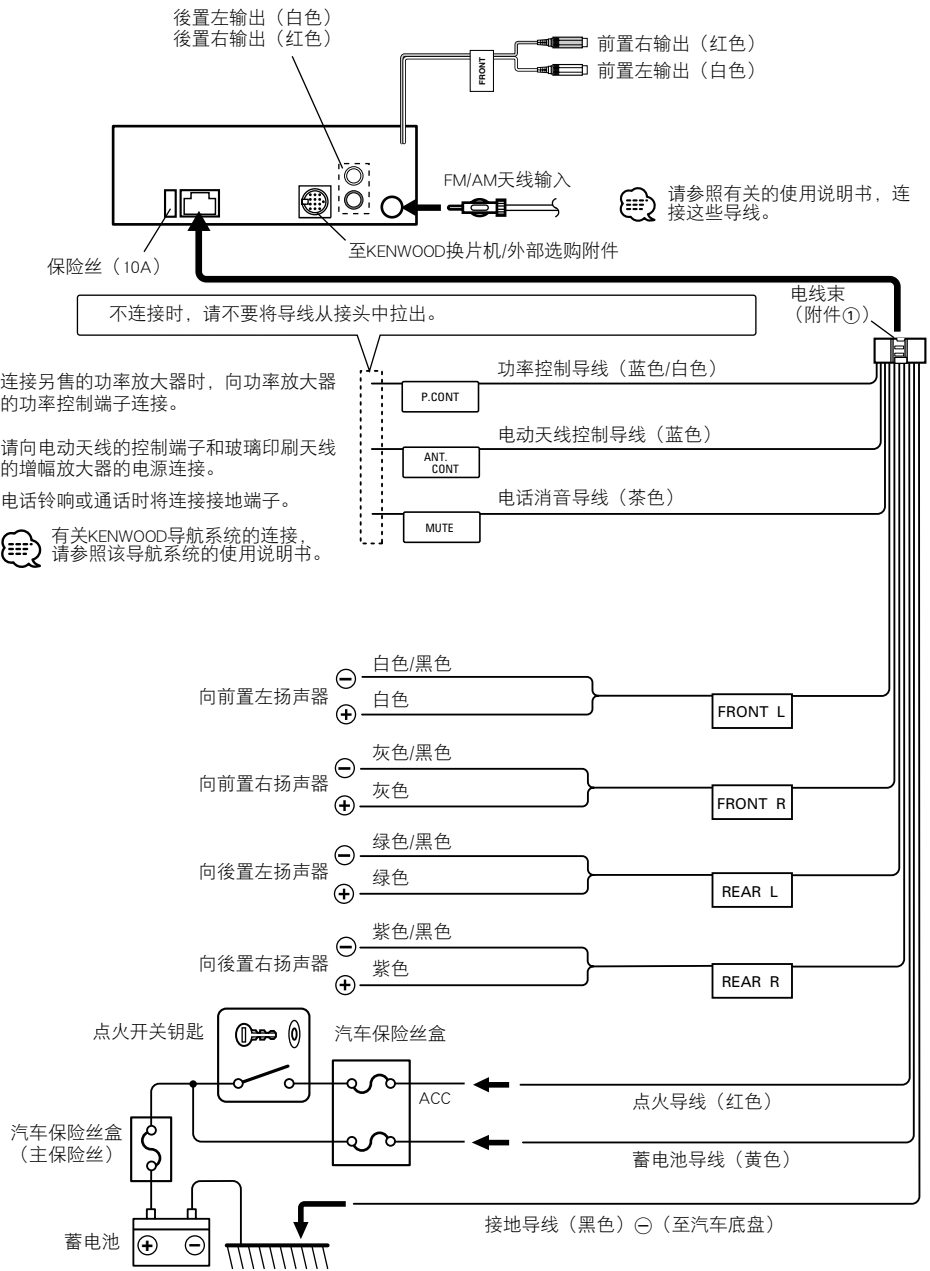 後置左输出（白色）
後置右输出（红色）
FRONT
前置右输出（红色）
前置左输出（白色）
FM/AM天线输入
请参照有关的使用说明书，连
接这些导线。
至KENWOOD换片机/外部选购附件
保险丝（10A）
电线束
（附件①）
不连接时，请不要将导线从接头中拉出。
连接另售的功率放大器时，向功率放大器
的功率控制端子连接。
功率控制导线（蓝色/白色）
P.CONT
请向电动天线的控制端子和玻璃印刷天线
的增幅放大器的电源连接。
电动天线控制导线（蓝色）
ANT.
CONT
电话铃响或通话时将连接接地端子。
电话消音导线（茶色）
MUTE
有关KENWOOD导航系统的连接，
请参照该导航系统的使用说明书。
向前置左扬声器
⊖
白色/黑色
⊕
白色
FRONT L
向前置右扬声器
⊖
灰色/黑色
⊕
灰色
FRONT R
向後置左扬声器
⊖
绿色/黑色
⊕
绿色
REAR L
向後置右扬声器
⊖
紫色/黑色
⊕
紫色
REAR R
点火开关钥匙
汽车保险丝盒
ACC
点火导线（红色）
汽车保险丝盒
（主保险丝）
蓄电池导线（黄色）
接地导线（黑色）⊖（至汽车底盘）
蓄电池
⊕ ⊖